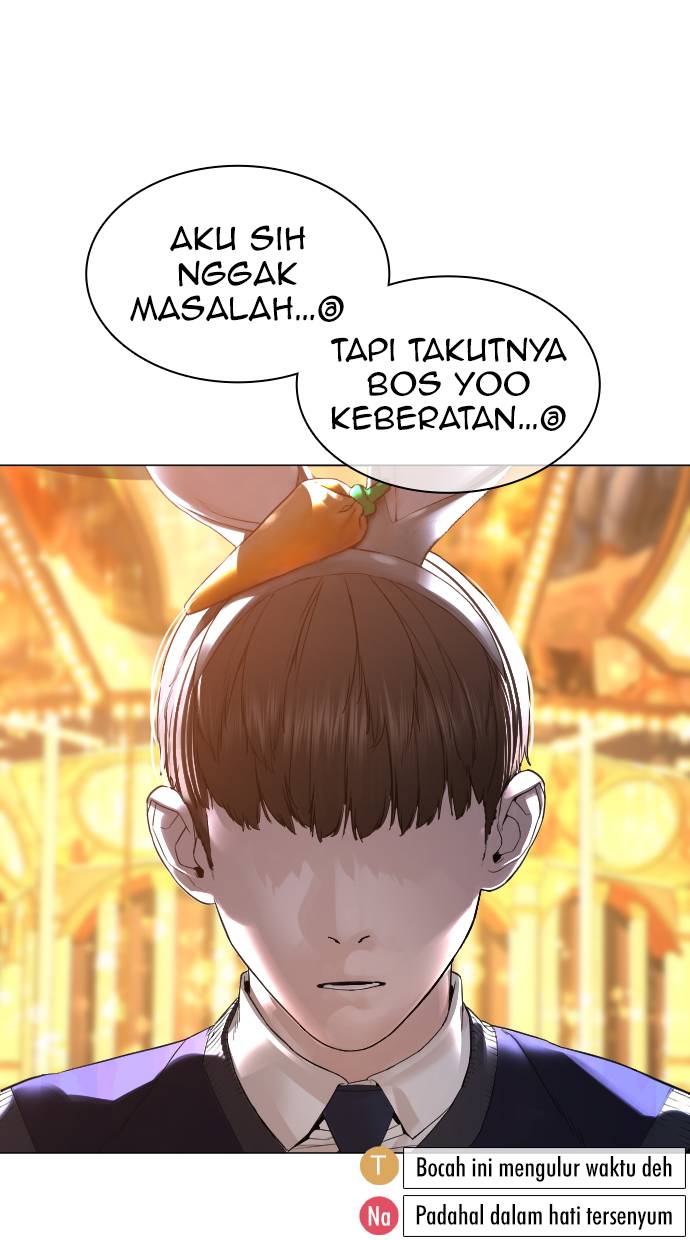 AKU SIH
NGGAK
MASALAH...@
TAPI TAKUTNYA
BOS YOO
KEBERATAN...@
T Bocah ini mengulur waktu deh
Na Padahal dalam hati tersenyum